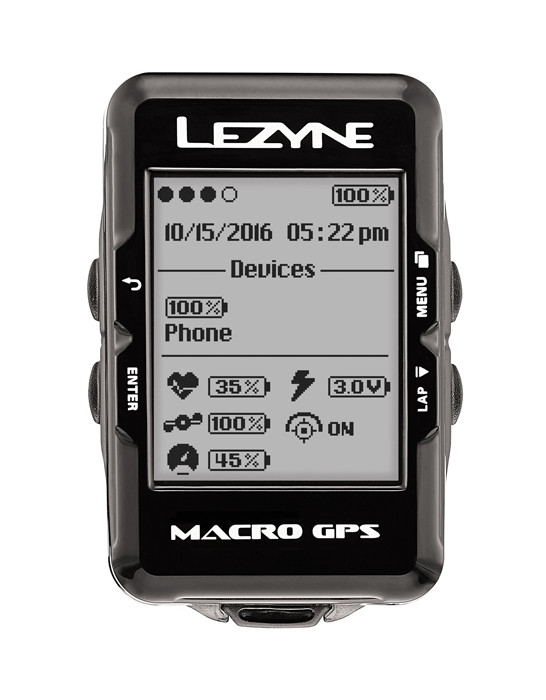 LEZYNE
100%
10/15/2016 05:22 pm
Devices
100%
Phone
35% 3.0V
100% ON
45%
MENU
LAP
ENTER
MACRO GPS